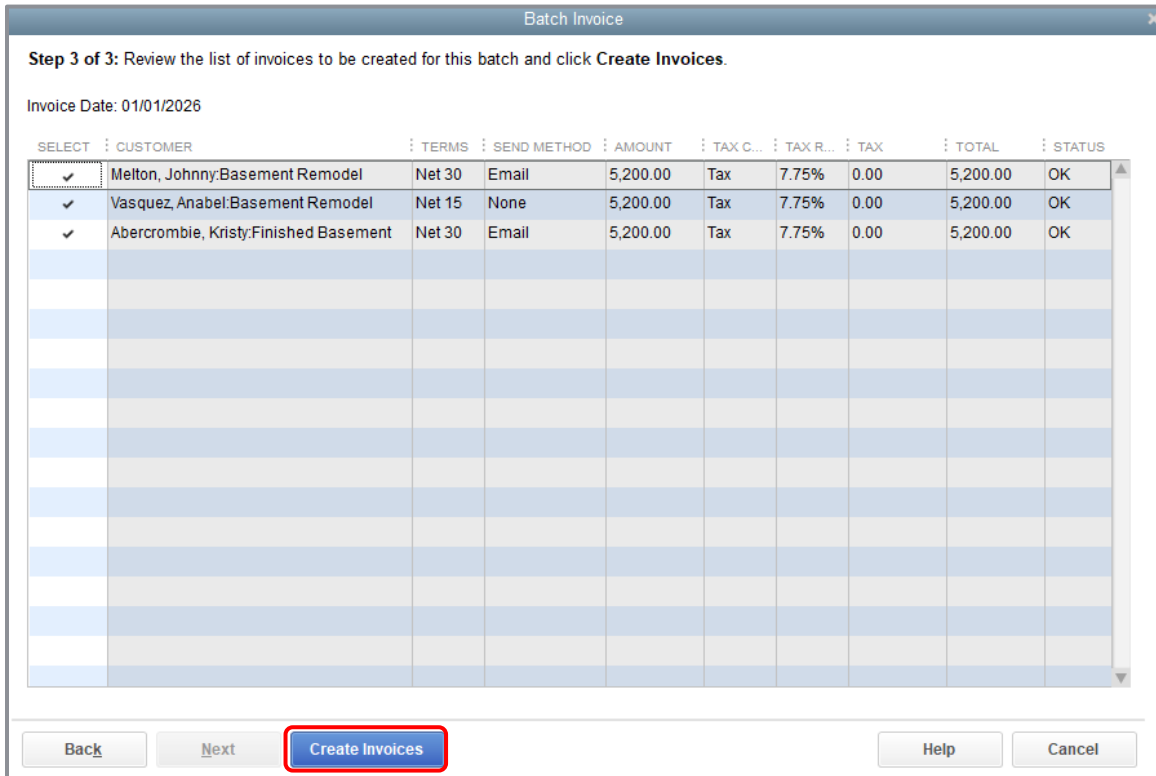 Batch Invoice
Step 3 of 3: Review the list of invoices to be created for this batch and click Create Invoices.
Invoice Date: 01/01/2026
SELECT CUSTOMER TERMS SEND METHOD AMOUNT TAX C... TAX R... TAX TOTAL STATUS
Melton, Johnny:Basement Remodel Net 30 Email 5,200.00 Tax 7.75% 0.00 5,200.00 OK
Vasquez, Anabel:Basement Remodel Net 15 None 5,200.00 Tax 7.75% 0.00 5,200.00 OK
Abercrombie, Kristy:Finished Basement Net 30 Email 5,200.00 Tax 7.75% 0.00 5,200.00 OK
Back Next Create Invoices Help Cancel